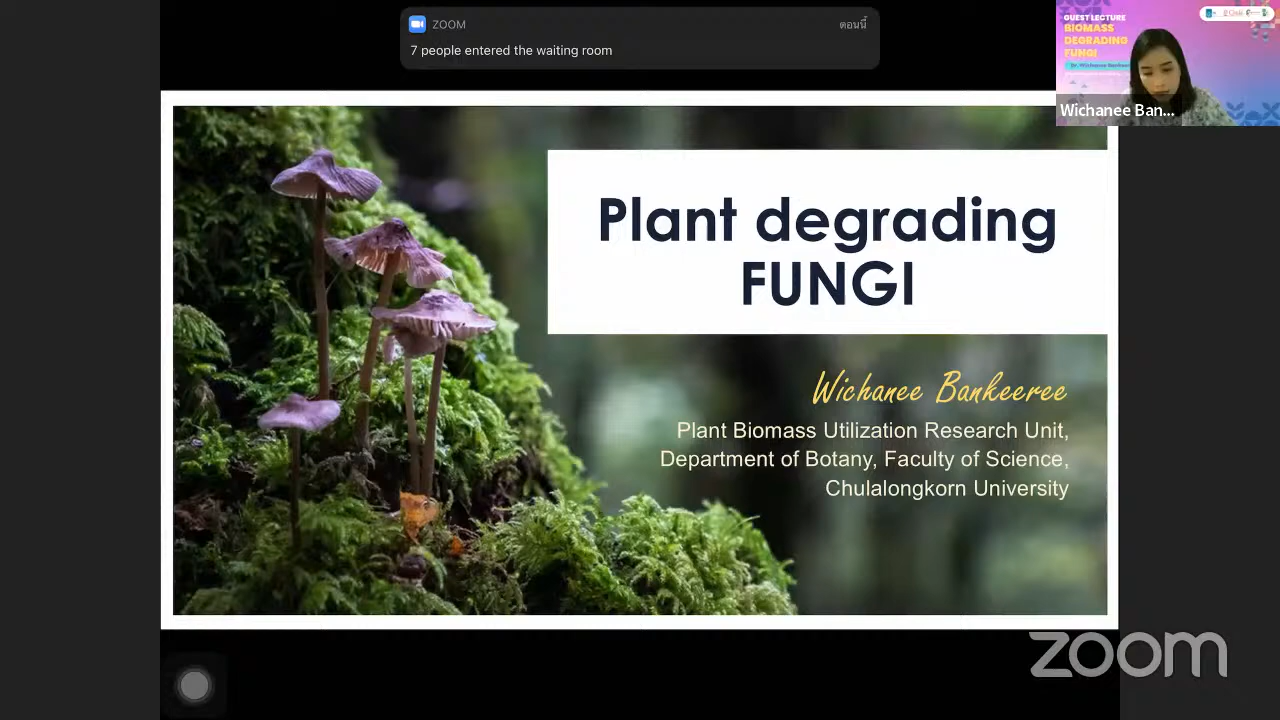 ZOOM
ตอนนี้
7 people entered the waiting room
GUEST LECTURE
BIOMASS
DEGRADING
FUNGI
Wichanee Ban...
Plant degrading
FUNGI
Wichanee Bankeeree
Plant Biomass Utilization Research Unit,
Department of Botany, Faculty of Science,
Chulalongkorn University
zoom